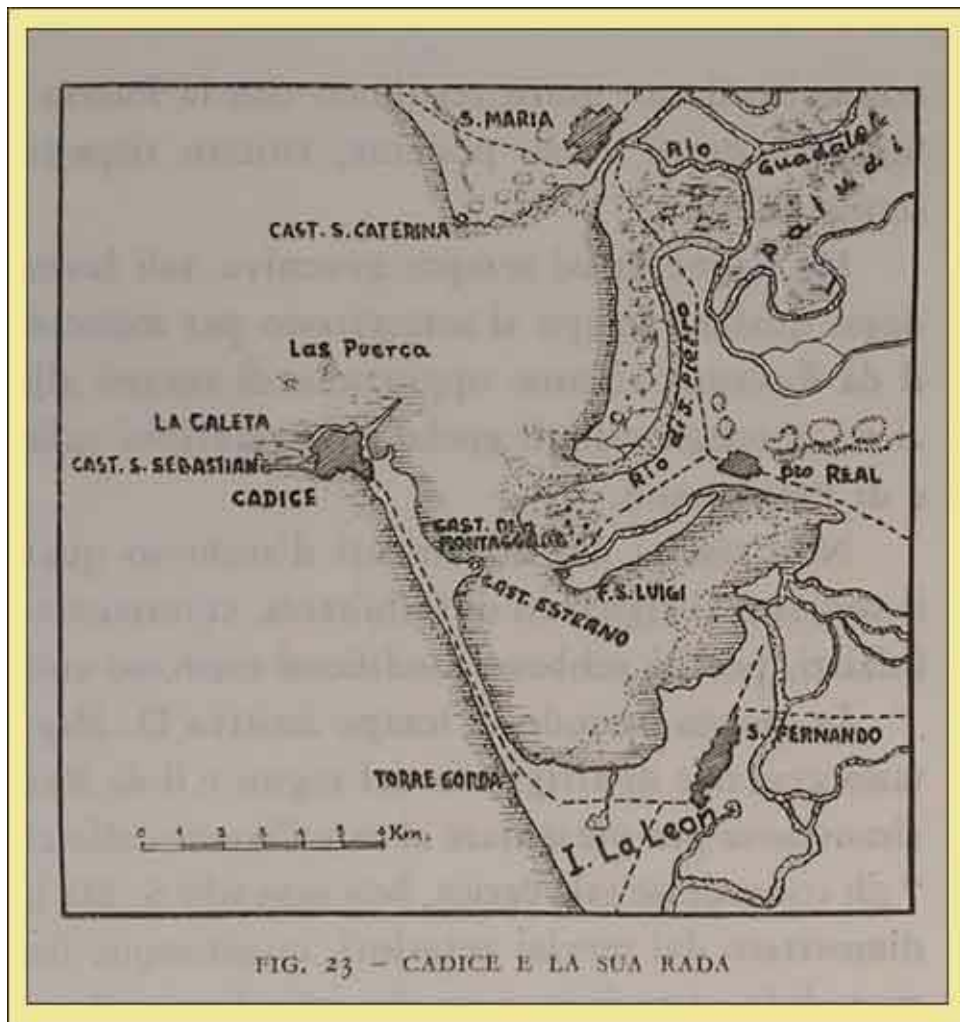 S. MARIA
Rio
Guadalet
Paludi
CAST. S. CATERINA
Las Puerca
Rio di S. Pietro
LA CALETA
CAST. S. SEBASTIANO
CADICE
Pto REAL
CAST. DI
F. S. LUIGI
CAST. ESTERNO
S. FERNANDO
TORRE GORDA
I. La Leon
0 1 2 3 4 5 6 Km.
FIG. 23 – CADICE E LA SUA RADA